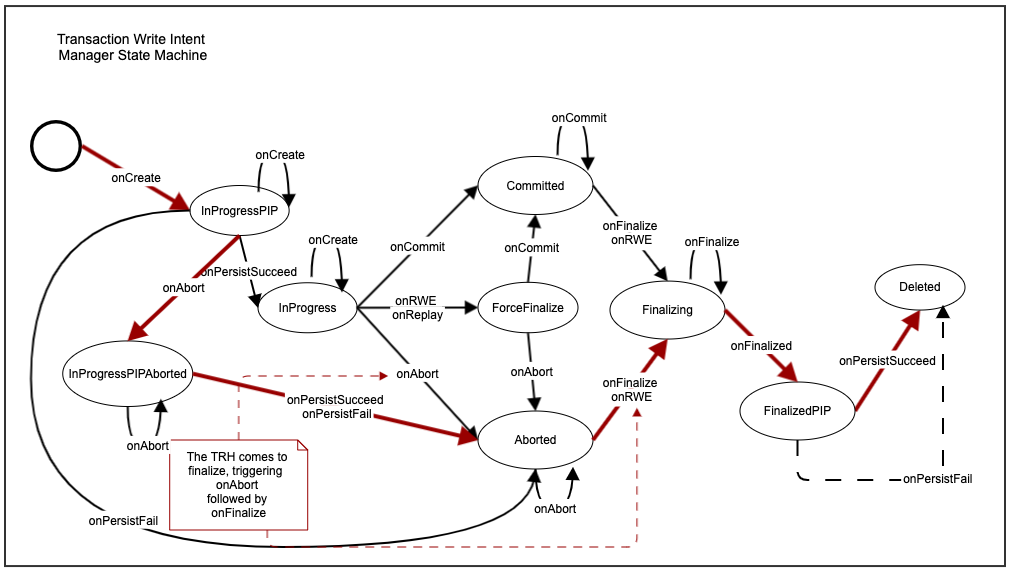 Transaction Write Intent
Manager State Machine
onCreate
onCreate
InProgressPIP
onPersistSucceed
onAbort
onCreate
InProgress
InProgressPIPAborted
onAbort
onPersistSucceed
onPersistFail
The TRH comes to
finalize, triggering
onAbort
followed by
onFinalize
onPersistFail
onCommit
onRWE
onReplay
onAbort
onCommit
Committed
onCommit
ForceFinalize
onAbort
Aborted
onAbort
onFinalize
onRWE
onFinalize
Finalizing
onFinalize
onRWE
onFinalized
FinalizedPIP
onPersistSucceed
Deleted
onPersistFail